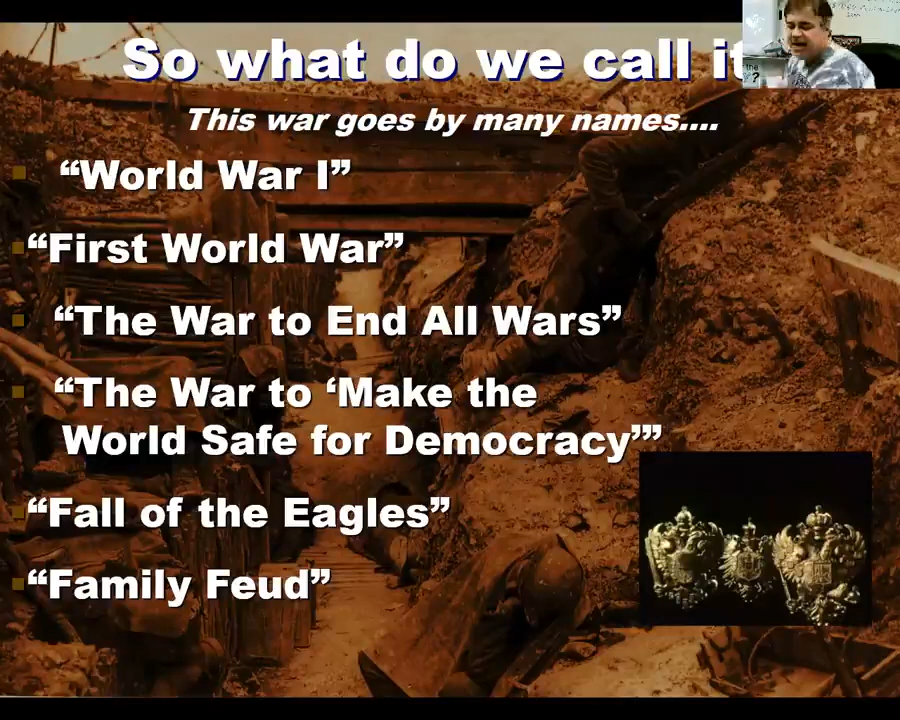 So what do we call it
This war goes by many names....
“World War I”
“First World War”
“The War to End All Wars”
“The War to ‘Make the
World Safe for Democracy’”
“Fall of the Eagles”
“Family Feud”